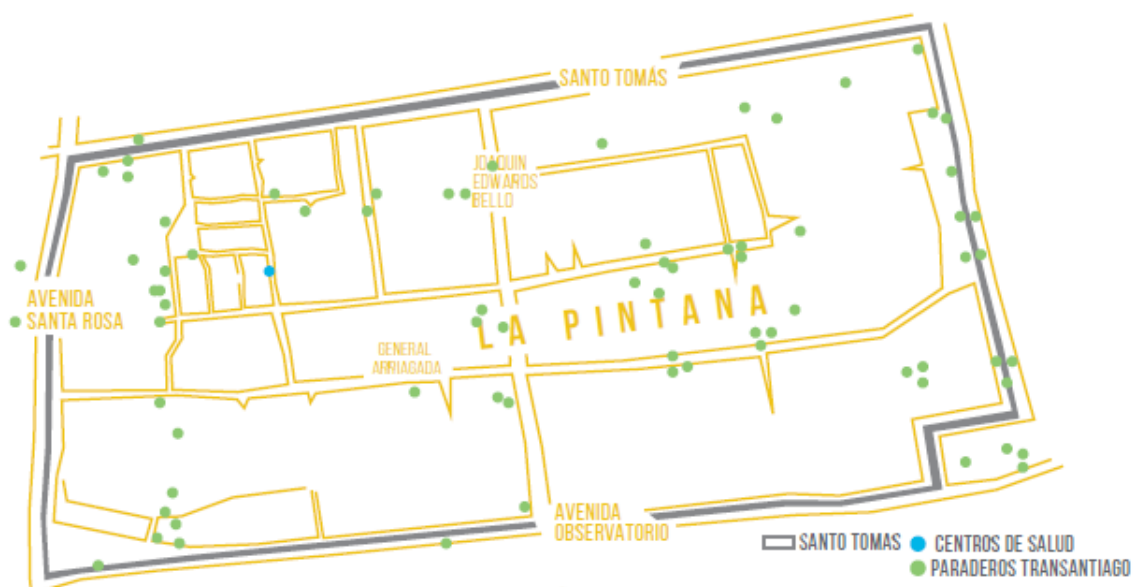 SANTO TOMÁS
JOAQUIN
EDWARDS
BELLO
AVENIDA
SANTA ROSA
LA PINTANA
GENERAL
ARRIAGADA
AVENIDA
OBSERVATORIO
SANTO TOMAS
CENTROS DE SALUD
PARADEROS TRANSANTIAGO